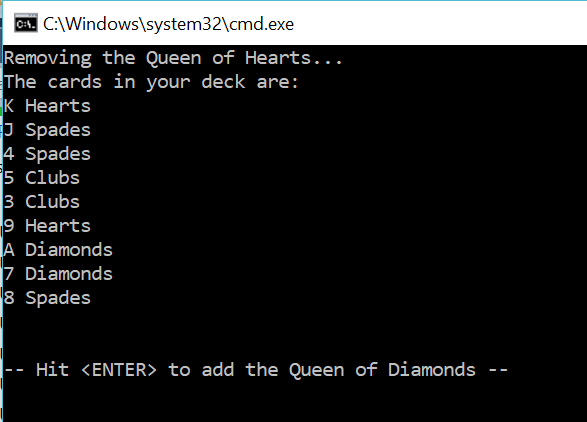 C:\Windows\system32\cmd.exe
Removing the Queen of Hearts...
The cards in your deck are:
K Hearts
J Spades
4 Spades
5 Clubs
3 Clubs
9 Hearts
A Diamonds
7 Diamonds
8 Spades
-- Hit <ENTER> to add the Queen of Diamonds --